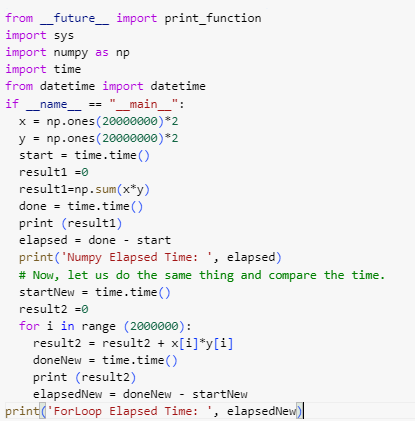 from __future__ import print_function
import sys
import numpy as np
import time
from datetime import datetime
if __name__ == "__main__":
  x = np.ones(20000000)*2
  y = np.ones(20000000)*2
  start = time.time()
  result1 =0
  result1=np.sum(x*y)
  done = time.time()
  print (result1)
  elapsed = done - start
  print('Numpy Elapsed Time: ', elapsed)
  # Now, let us do the same thing and compare the time.
  startNew = time.time()
  result2 =0
  for i in range (2000000):
    result2 = result2 + x[i]*y[i]
    doneNew = time.time()
    print (result2)
    elapsedNew = doneNew - startNew
print('ForLoop Elapsed Time: ', elapsedNew)